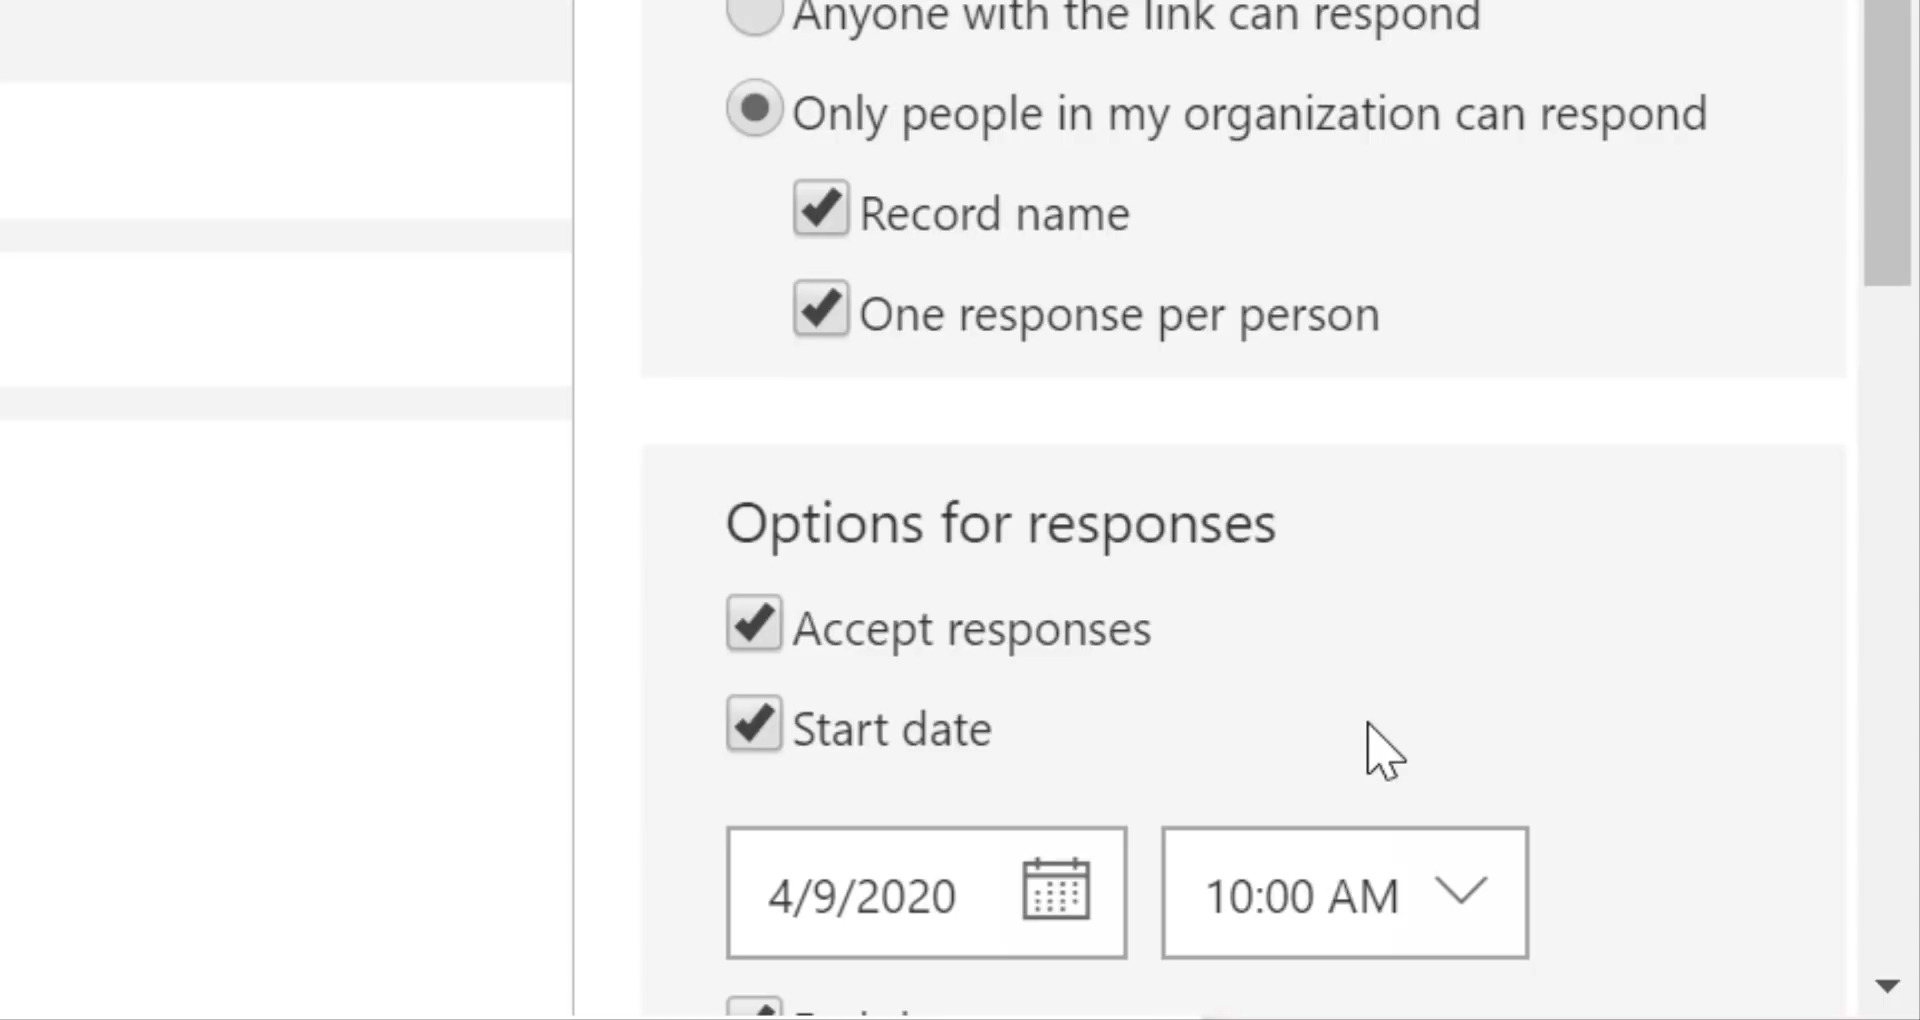 Anyone with the link can respond
Only people in my organization can respond
Record name
One response per person
Options for responses
Accept responses
Start date
4/9/2020 10:00 AM